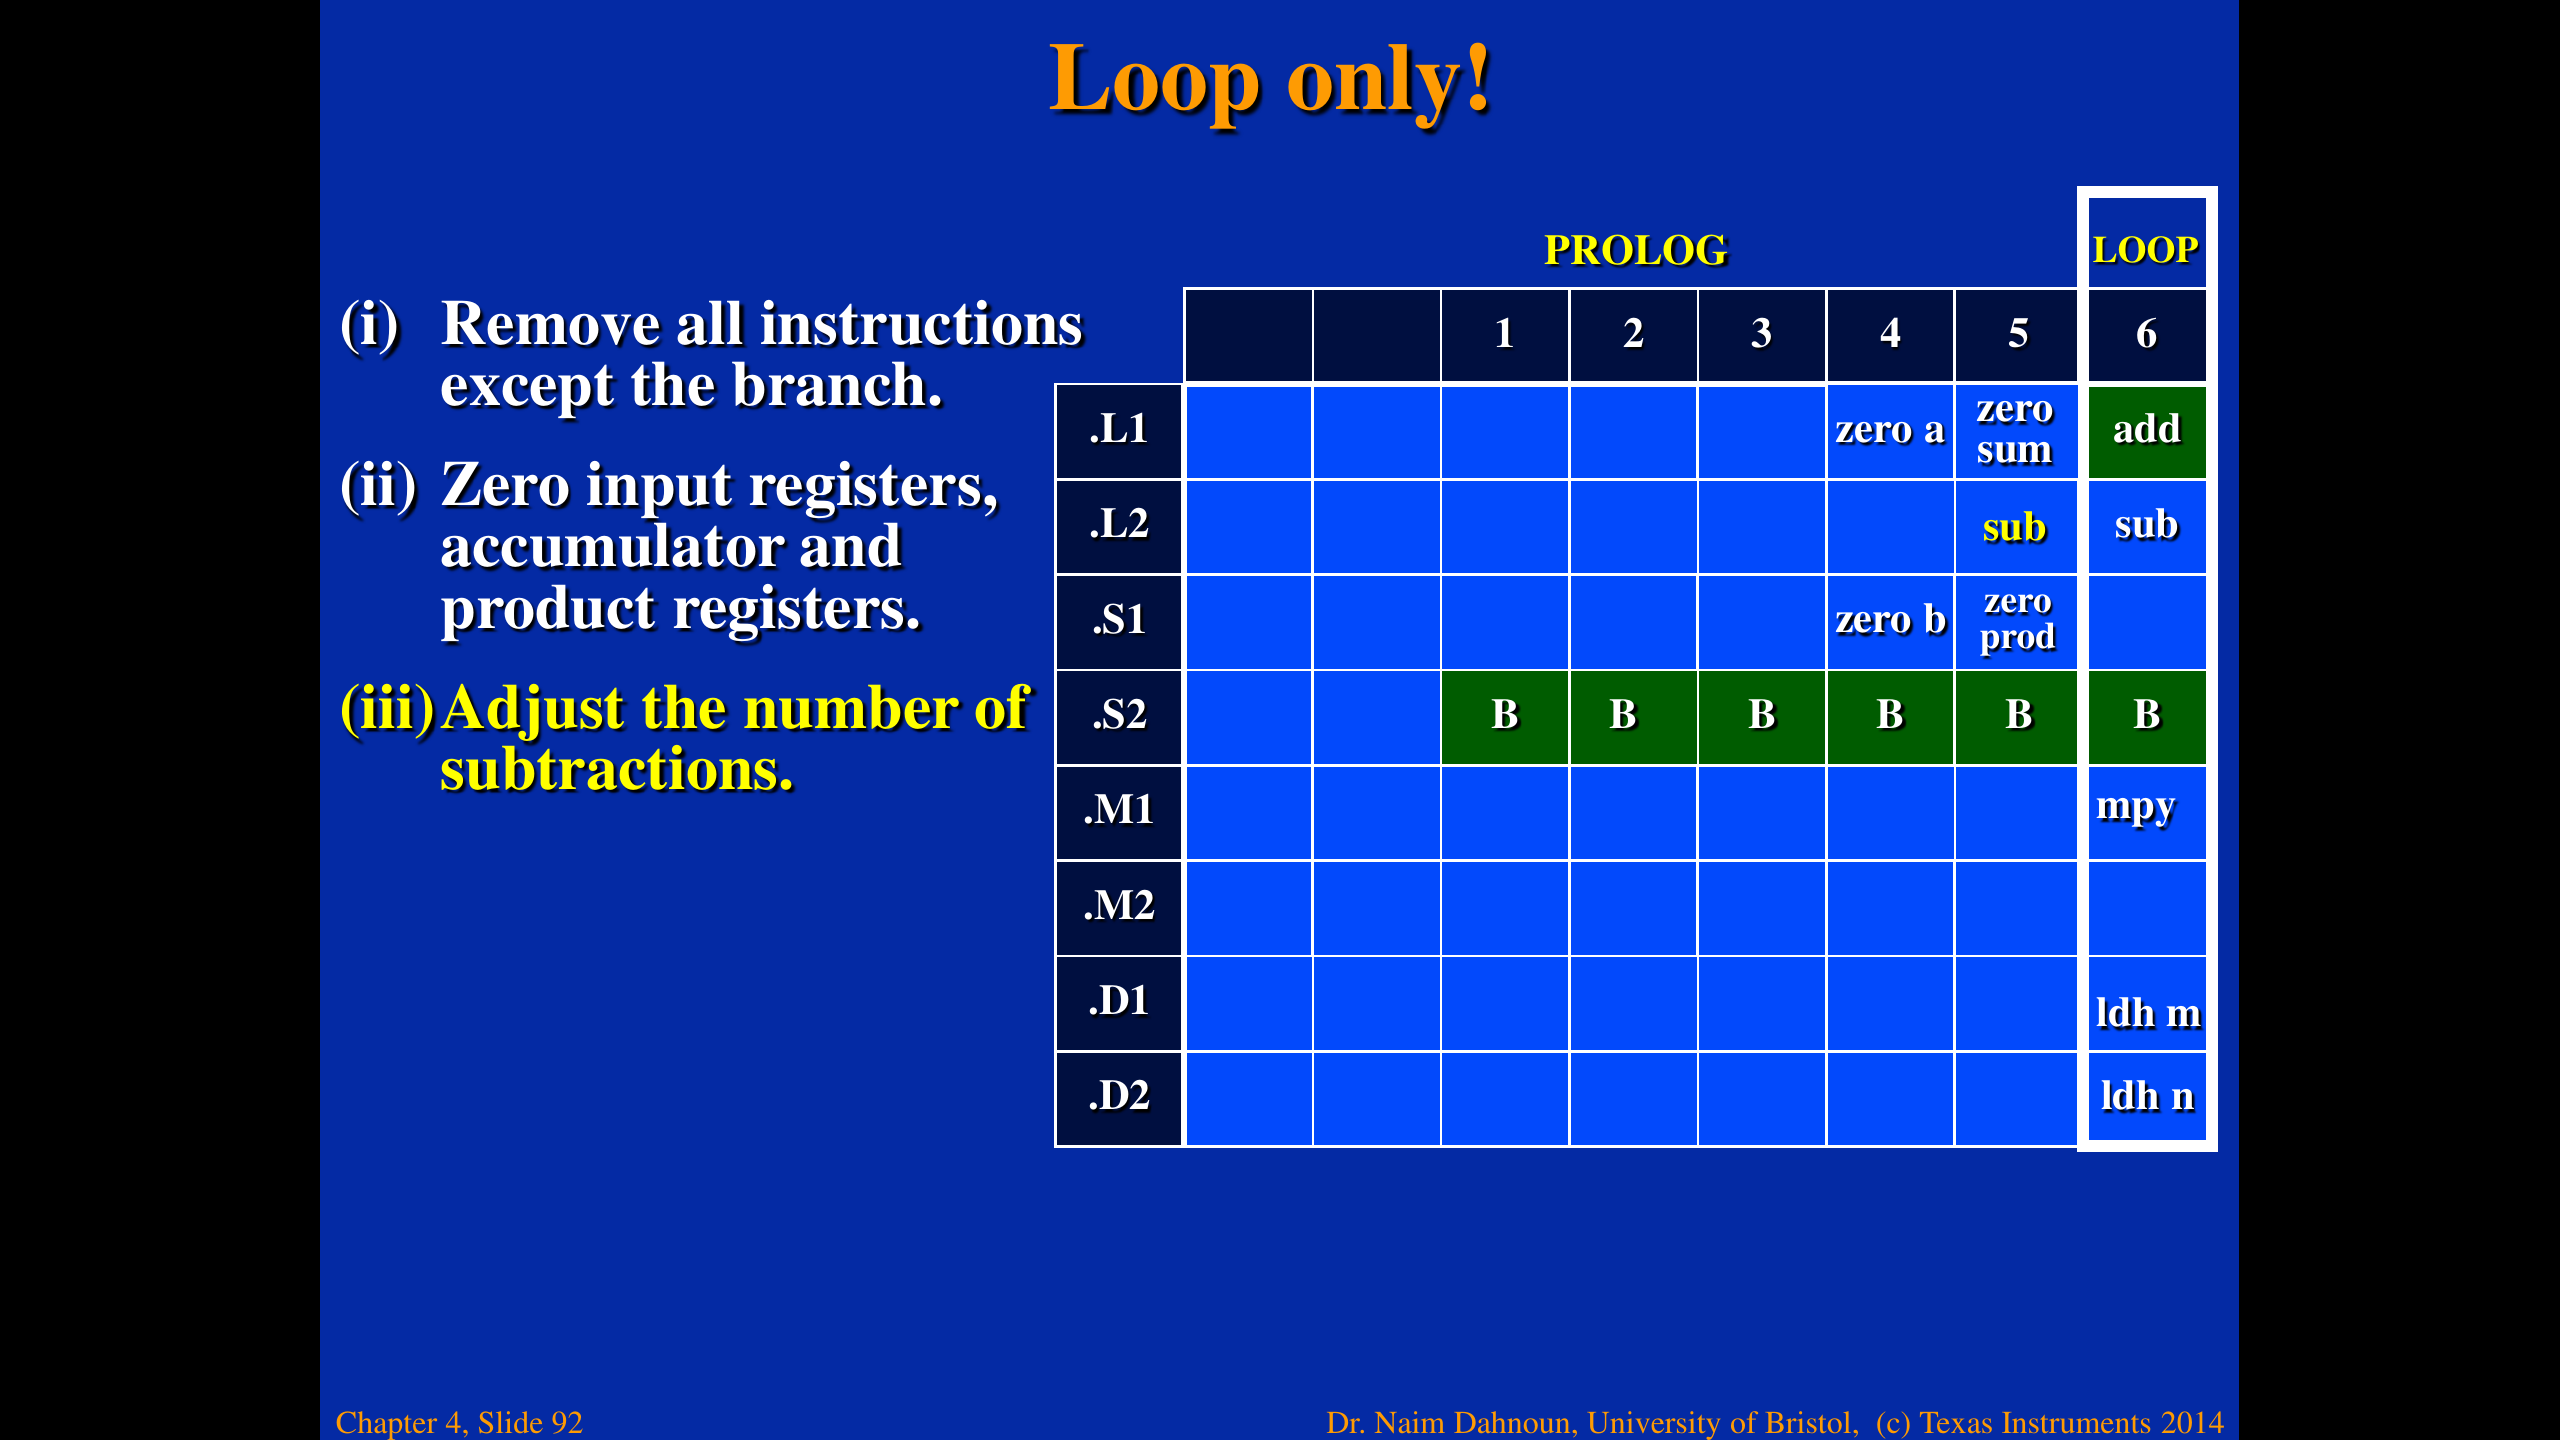 Loop only!
PROLOG LOOP
(i) Remove all instructions
except the branch.
(ii) Zero input registers,
accumulator and
product registers.
(iii) Adjust the number of
subtractions.
1 2 3 4 5 6
.L1 zero a zero sum add
.L2 sub sub
.S1 zero b zero prod
.S2 B B B B B B
.M1 mpy
.M2
.D1 ldh m
.D2 ldh n
Chapter 4, Slide 92
Dr. Naim Dahnoun, University of Bristol, (c) Texas Instruments 2014